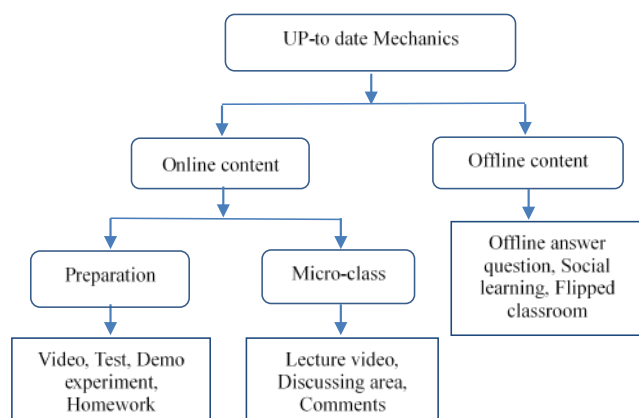 UP-to date Mechanics
Online content
Offline content
Preparation
Micro-class
Offline answer
question, Social
learning, Flipped
classroom
Video, Test, Demo
experiment,
Homework
Lecture video,
Discussing area,
Comments